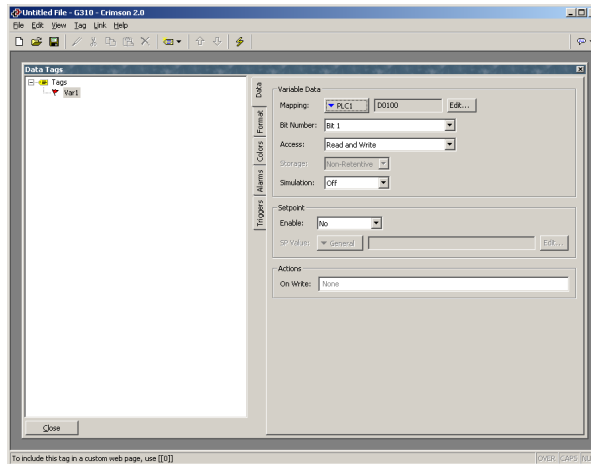 Untitled File - G310 - Crimson 2.0
File Edit View Tag Link Help
Data Tags
Tags
Var1
Data
Format
Colors
Alarms
Triggers
Variable Data
Mapping: PLC1 D0100 Edit...
Bit Number: Bit 1
Access: Read and Write
Storage: Non-Retentive
Simulation: Off
Setpoint
Enable: No
SP Value: General Edit...
Actions
On Write: None
Close
To include this tag in a custom web page, use [[0]]
OVER CAPS NU